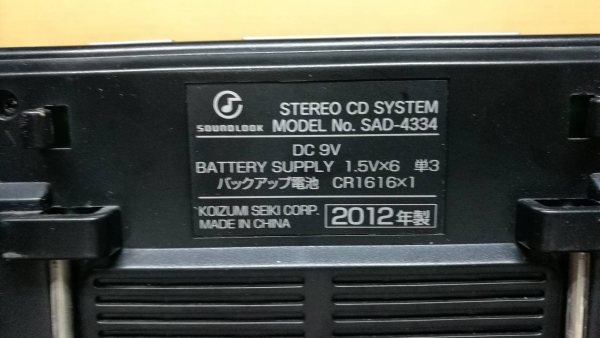 STEREO CD SYSTEM
SOUNDLOOK MODEL No. SAD-4334
DC 9V
BATTERY SUPPLY 1.5V×6 単3
バックアップ電池 CR1616×1
KOIZUMI SEIKI CORP.
MADE IN CHINA
2012年製